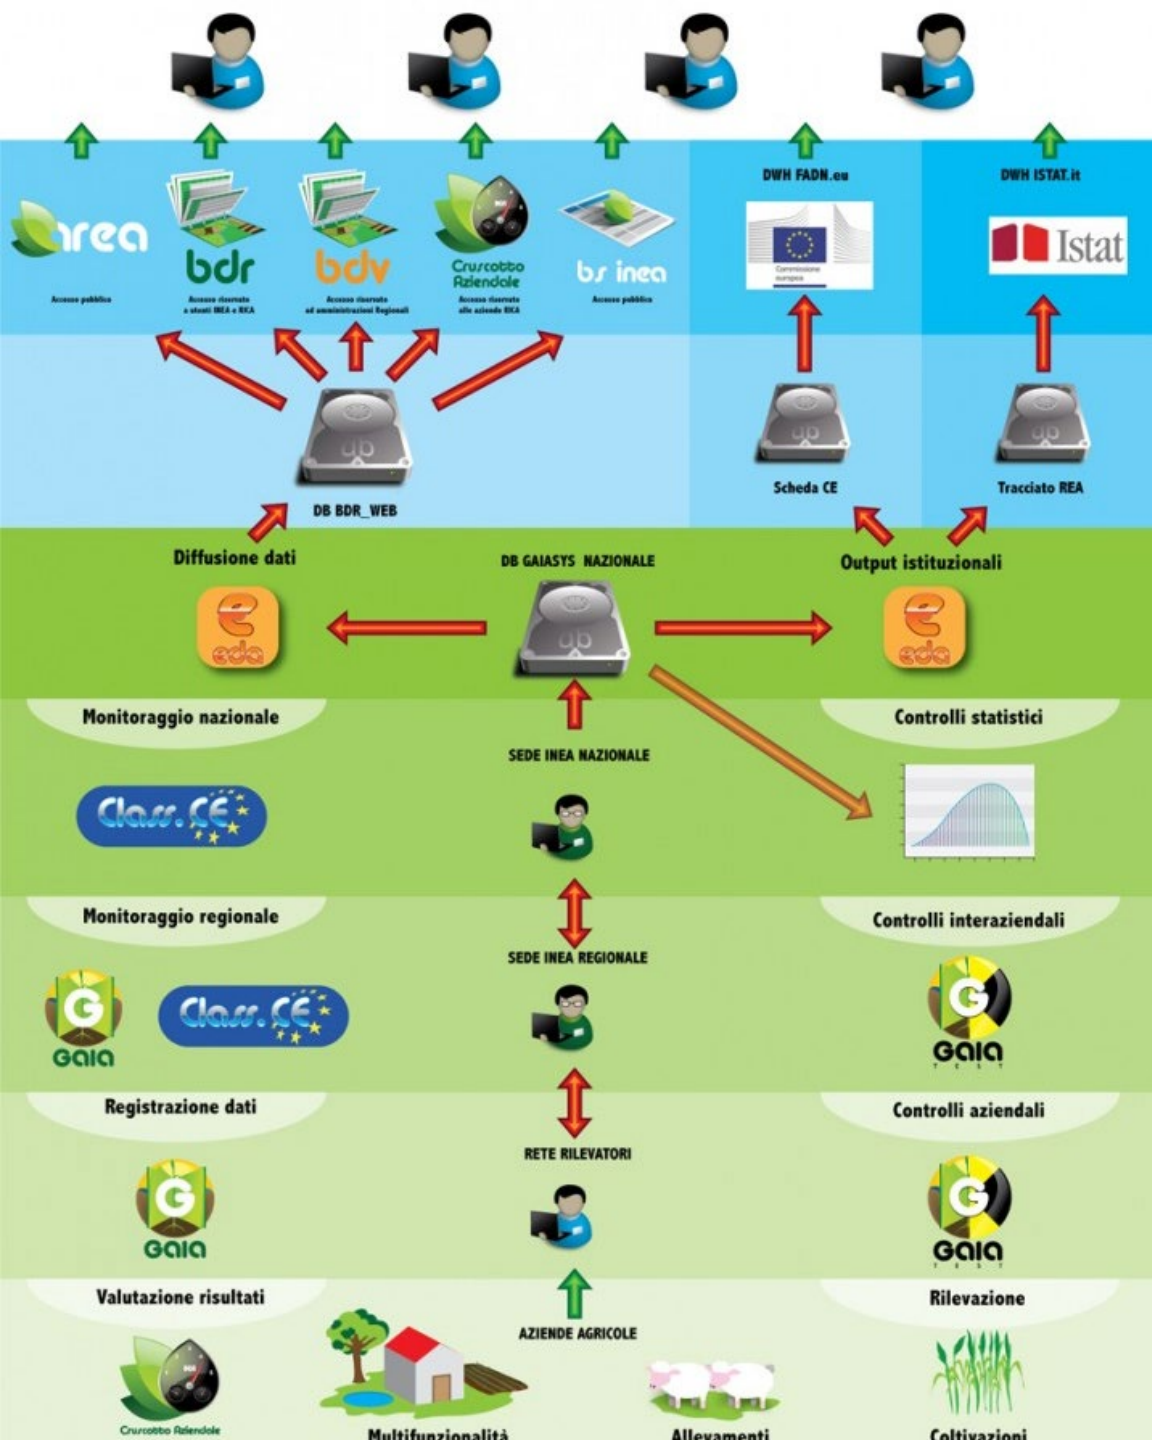 area
bdr
bdv
Cruscotto
Aziendale
bs inea
Accesso pubblico
Accesso riservato
a utenti INEA e RICA
Accesso riservato
ad amministrazioni Regionali
Accesso riservato
alle aziende RICA
Accesso pubblico
DWH FADN.eu
Commissione
europea
DWH ISTAT.it
Istat
DB BDR_WEB
Scheda CE
Tracciato REA
Diffusione dati
DB GAIASYS NAZIONALE
Output istituzionali
eda
eda
Monitoraggio nazionale
SEDE INEA NAZIONALE
Controlli statistici
Class.CE
Monitoraggio regionale
SEDE INEA REGIONALE
Controlli interaziendali
G
GAIA
Class.CE
G
GAIA
TEST
Registrazione dati
RETE RILEVATORI
Controlli aziendali
G
GAIA
G
GAIA
TEST
Valutazione risultati
AZIENDE AGRICOLE
Rilevazione
Cruscotto Aziendale
Multifunzionalità
Allevamenti
Coltivazioni